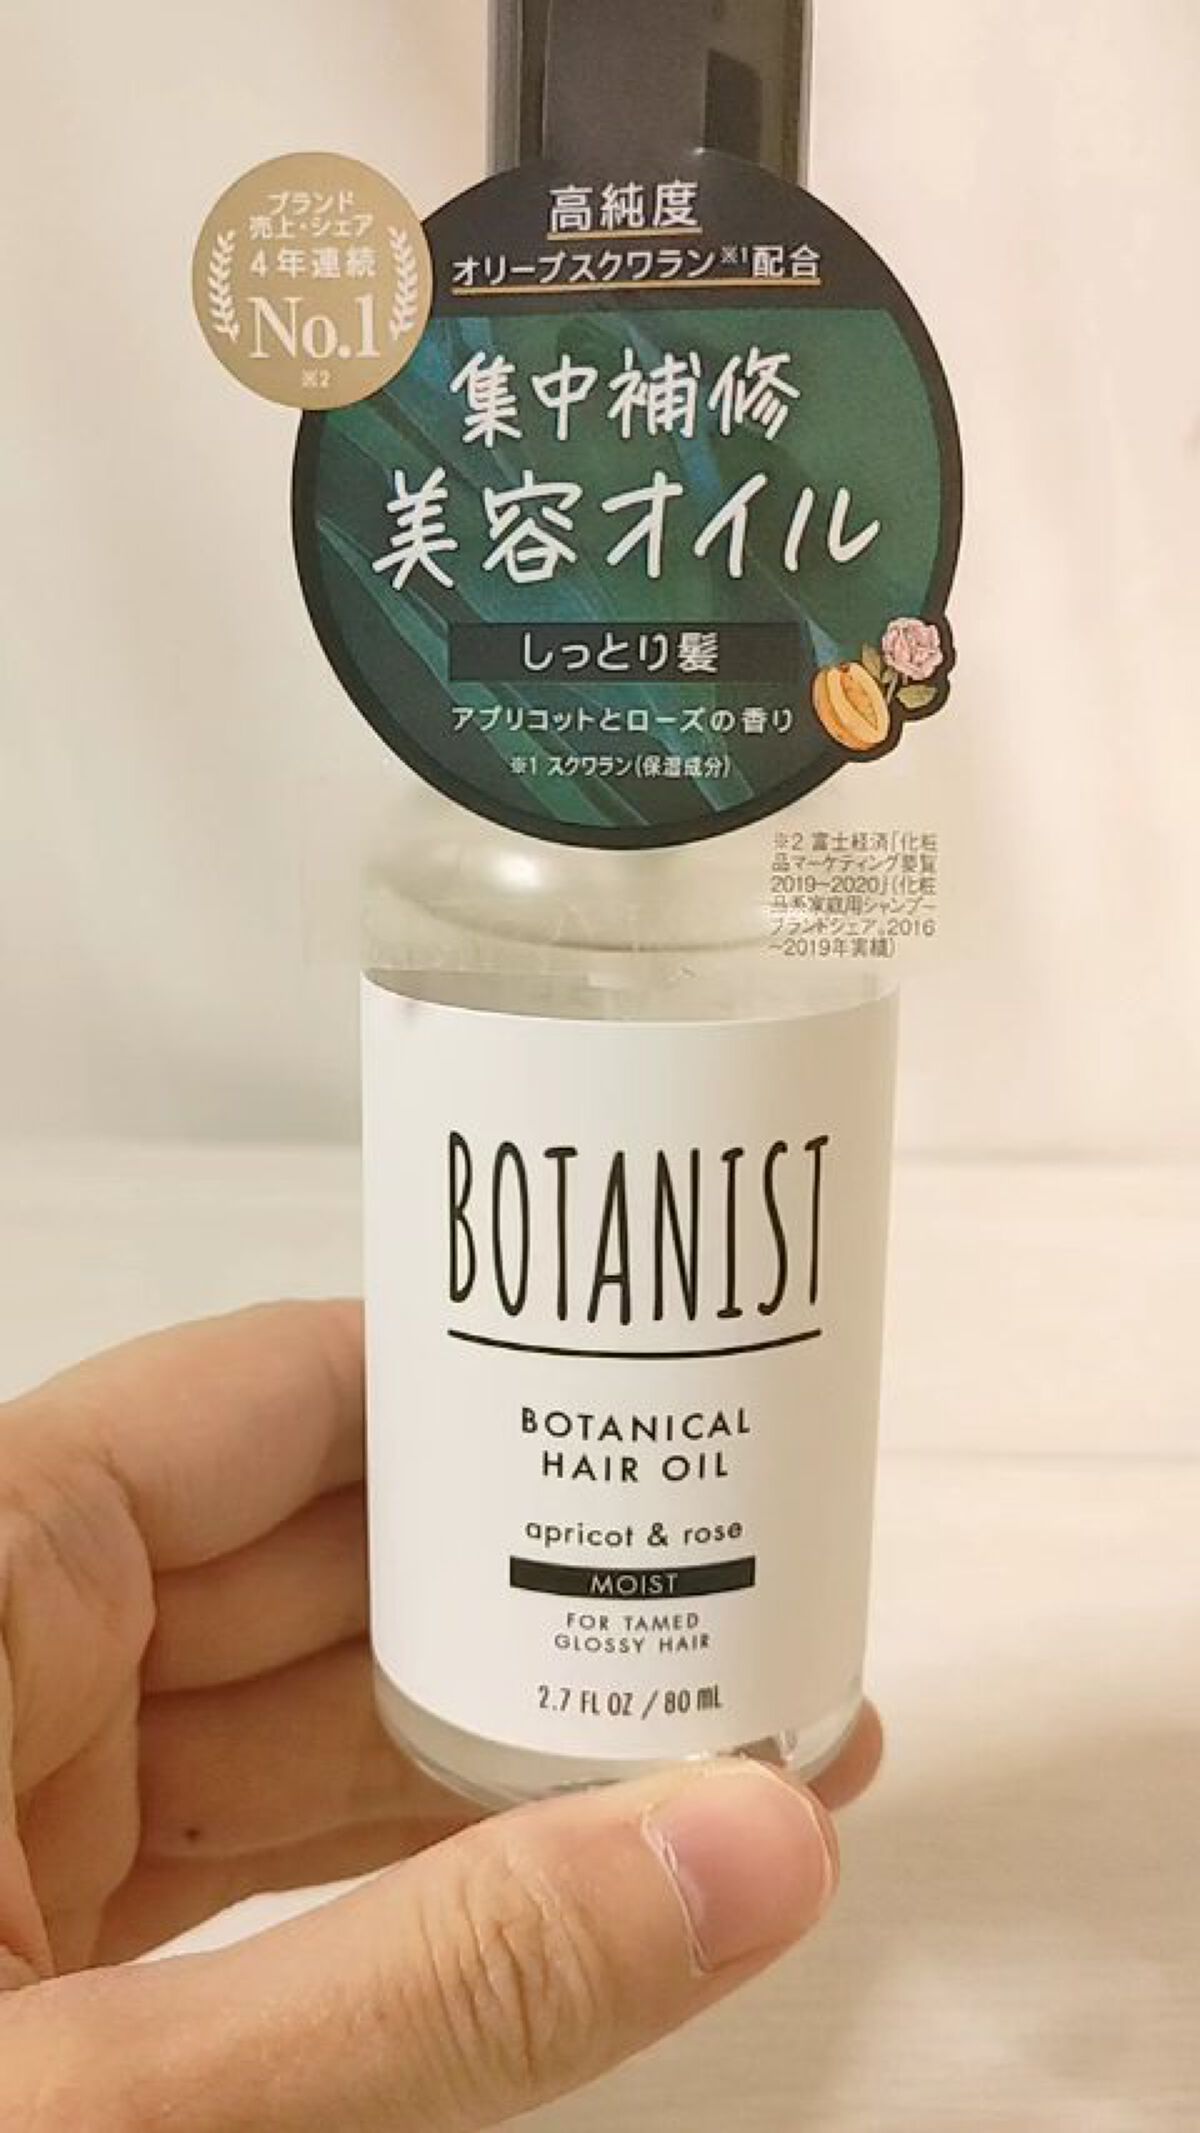 高純度
オリーブスクワラン※1配合
ブランド
売上・シェア
4年連続
No.1
※2
集中補修
美容オイル
しっとり髪
アプリコットとローズの香り
※1 スクワラン(保湿成分)
※2 富士経済「化粧
品マーケティング要覧
2019~2020」(化粧
品系家庭用シャンプー
ブランドシェア。2016
~2019年実績)
BOTANIST
BOTANICAL
HAIR OIL
apricot & rose
MOIST
FOR TAMED
GLOSSY HAIR
2.7 FL OZ / 80 mL